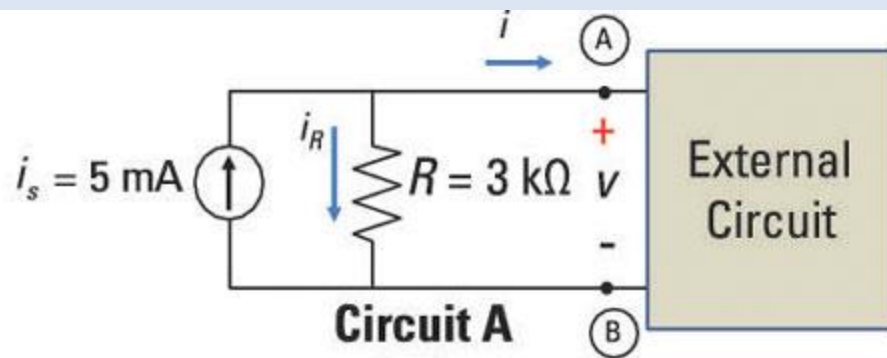 i
A
iR
is = 5 mA
R = 3 kΩ
+
v
-
External
Circuit
Circuit A
B